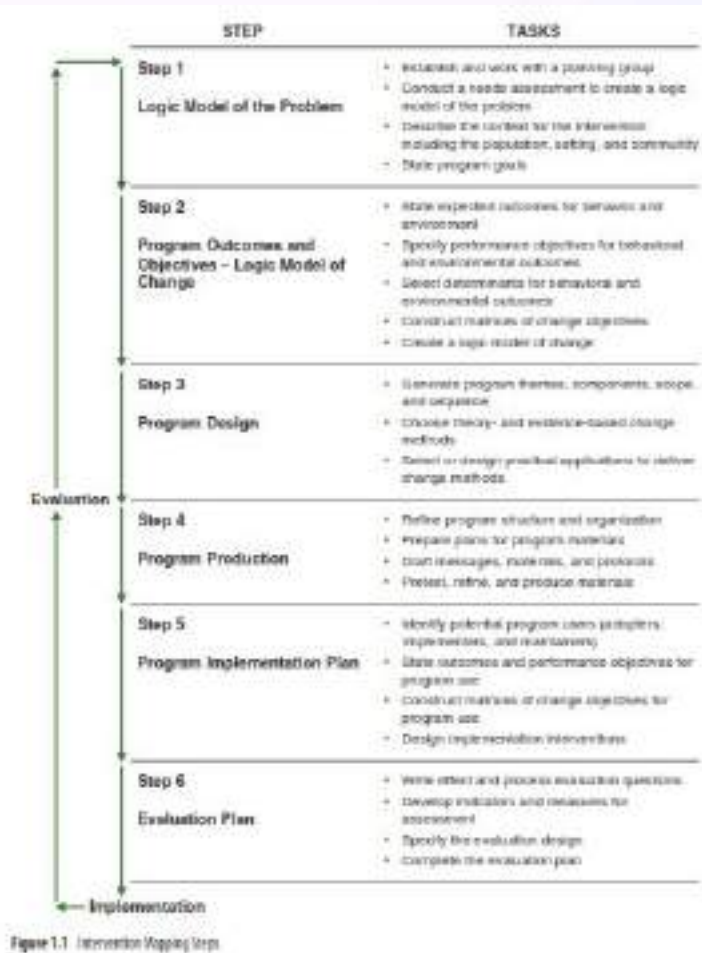 STEP TASKS
Step 1
Logic Model of the Problem
• Establish and work with a planning group
• Conduct a needs assessment to create a logic
model of the problem
• Describe the context for the intervention
including the population, setting, and community
• State program goals
Step 2
Program Outcomes and
Objectives – Logic Model of
Change
• State expected outcomes for behavior and
environment
• Specify performance objectives for behavioral
and environmental outcomes
• Select determinants for behavioral and
environmental outcomes
• Construct matrices of change objectives
• Create a logic model of change
Step 3
Program Design
• Generate program themes, components, scope,
and sequence
• Choose theory- and evidence-based change
methods
• Select or design practical applications to deliver
change methods
Evaluation
Step 4
Program Production
• Refine program structure and organization
• Prepare plans for program materials
• Draft messages, materials, and protocols
• Pretest, refine, and produce materials
Step 5
Program Implementation Plan
• Identify potential program users (adopters,
implementers, and maintainers)
• State outcomes and performance objectives for
program use
• Construct matrices of change objectives for
program use
• Design implementation interventions
Step 6
Evaluation Plan
• Write effect and process evaluation questions
• Develop indicators and measures for
assessment
• Specify the evaluation design
• Complete the evaluation plan
Implementation
Figure 1.1 Intervention Mapping Steps